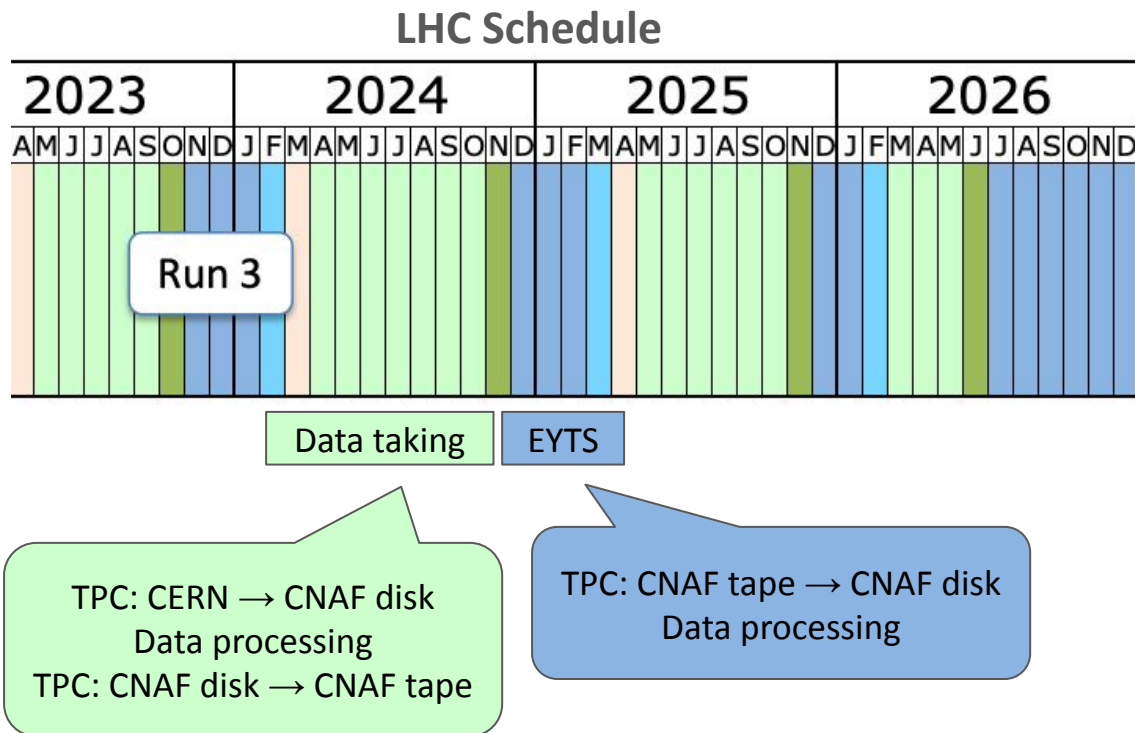 LHC Schedule
2023 2024 2025 2026
A M J J A S O N D J F M A M J J A S O N D J F M A M J J A S O N D J F M A M J J A S O N D
Run 3
Data taking EYTS
TPC: CERN → CNAF disk
Data processing
TPC: CNAF disk → CNAF tape
TPC: CNAF tape → CNAF disk
Data processing